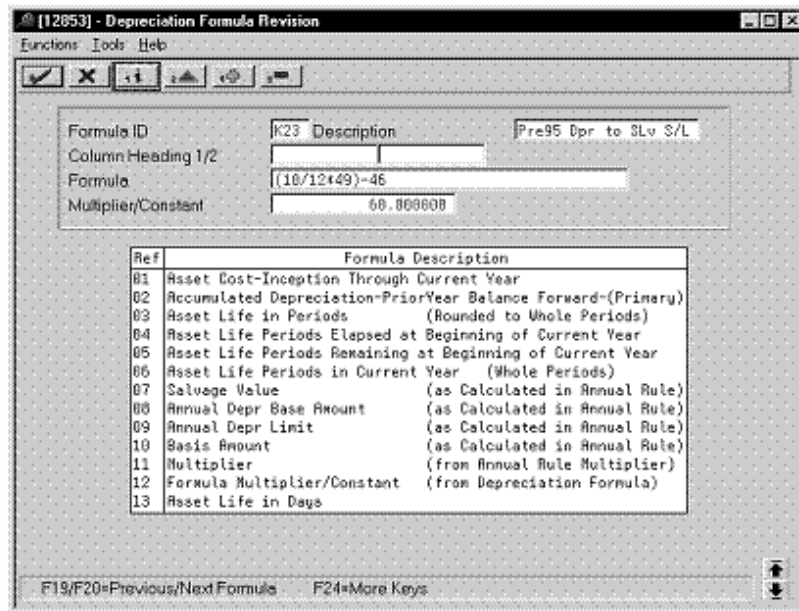 [12853] - Depreciation Formula Revision
Functions Tools Help
Formula ID K23 Description Pre95 Dpr to SLv S/L
Column Heading 1/2
Formula (10/12*49)-46
Multiplier/Constant 60.000000
Ref Formula Description
01 Asset Cost-Inception Through Current Year
02 Accumulated Depreciation-PriorYear Balance Forward-(Primary)
03 Asset Life in Periods (Rounded to Whole Periods)
04 Asset Life Periods Elapsed at Beginning of Current Year
05 Asset Life Periods Remaining at Beginning of Current Year
06 Asset Life Periods in Current Year (Whole Periods)
07 Salvage Value (as Calculated in Annual Rule)
08 Annual Depr Base Amount (as Calculated in Annual Rule)
09 Annual Depr Limit (as Calculated in Annual Rule)
10 Basis Amount (as Calculated in Annual Rule)
11 Multiplier (from Annual Rule Multiplier)
12 Formula Multiplier/Constant (from Depreciation Formula)
13 Asset Life in Days
F19/F20=Previous/Next Formula F24=More Keys